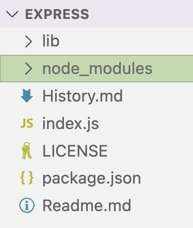 EXPRESS
lib
node_modules
History.md
JS index.js
LICENSE
{ } package.json
Readme.md